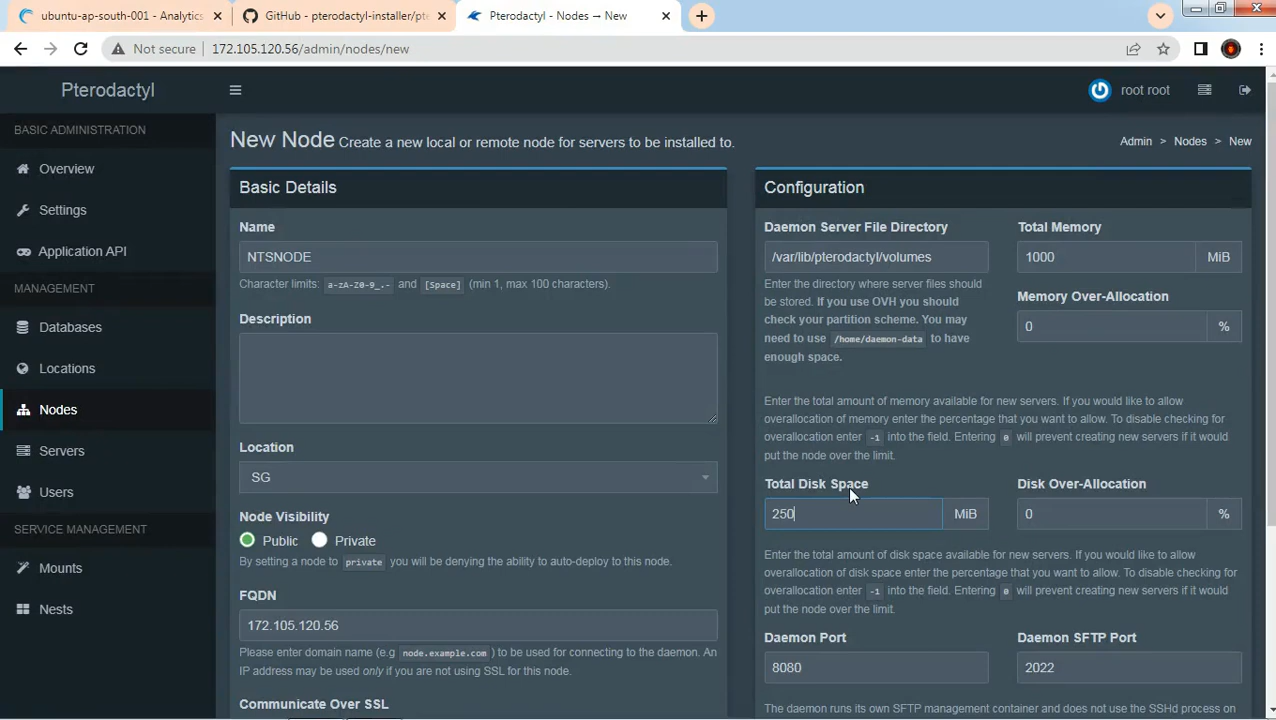 ubuntu-ap-south-001 - Analytics
GitHub - pterodactyl-installer/pte
Pterodactyl - Nodes → New
Not secure
172.105.120.56/admin/nodes/new
Pterodactyl
root root
BASIC ADMINISTRATION
Overview
Settings
Application API
MANAGEMENT
Databases
Locations
Nodes
Servers
Users
SERVICE MANAGEMENT
Mounts
Nests
New Node Create a new local or remote node for servers to be installed to.
Admin > Nodes > New
Basic Details
Name
NTSNODE
Character limits: a-zA-Z0-9_.- and [Space] (min 1, max 100 characters).
Description
Location
SG
Node Visibility
Public Private
By setting a node to private you will be denying the ability to auto-deploy to this node.
FQDN
172.105.120.56
Please enter domain name (e.g node.example.com ) to be used for connecting to the daemon. An
IP address may be used only if you are not using SSL for this node.
Communicate Over SSL
Configuration
Daemon Server File Directory
/var/lib/pterodactyl/volumes
Enter the directory where server files should
be stored. If you use OVH you should
check your partition scheme. You may
need to use /home/daemon-data to have
enough space.
Total Memory
1000 MiB
Memory Over-Allocation
0 %
Enter the total amount of memory available for new servers. If you would like to allow
overallocation of memory enter the percentage that you want to allow. To disable checking for
overallocation enter -1 into the field. Entering 0 will prevent creating new servers if it would
put the node over the limit.
Total Disk Space
250 MiB
Disk Over-Allocation
0 %
Enter the total amount of disk space available for new servers. If you would like to allow
overallocation of disk space enter the percentage that you want to allow. To disable checking for
overallocation enter -1 into the field. Entering 0 will prevent creating new servers if it would
put the node over the limit.
Daemon Port
8080
Daemon SFTP Port
2022
The daemon runs its own SFTP management container and does not use the SSHd process on